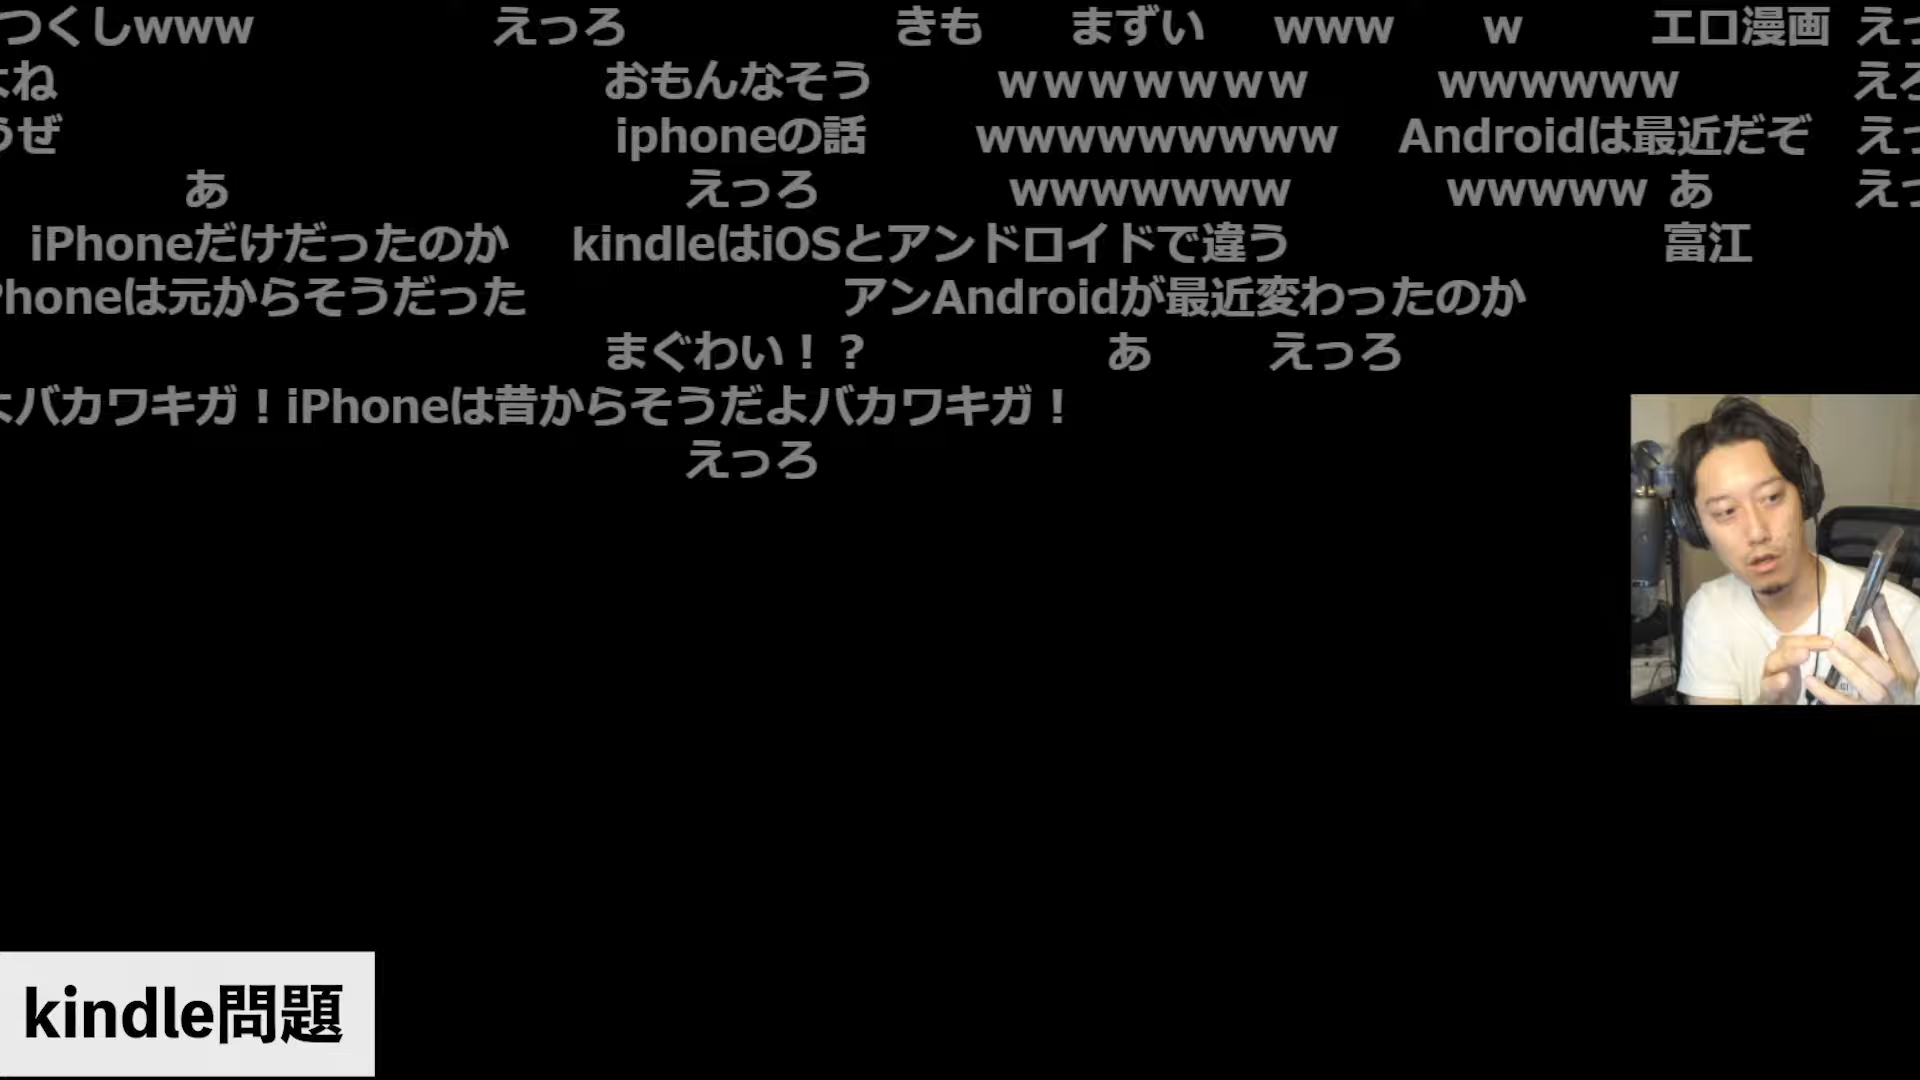 つくしwww えっろ きも まずい www w エロ漫画 えっ
よね おもんなそう wwwwwww wwwwww えろ
うぜ iphoneの話 wwwwwwwww Androidは最近だぞ えっ
あ えっろ wwwwwww wwwww あ えっ
iPhoneだけだったのか kindleはiOSとアンドロイドで違う 富江
Phoneは元からそうだった アンAndroidが最近変わったのか
まぐわい！？ あ えっろ
よバカワキガ！iPhoneは昔からそうだよバカワキガ！
えっろ
kindle問題